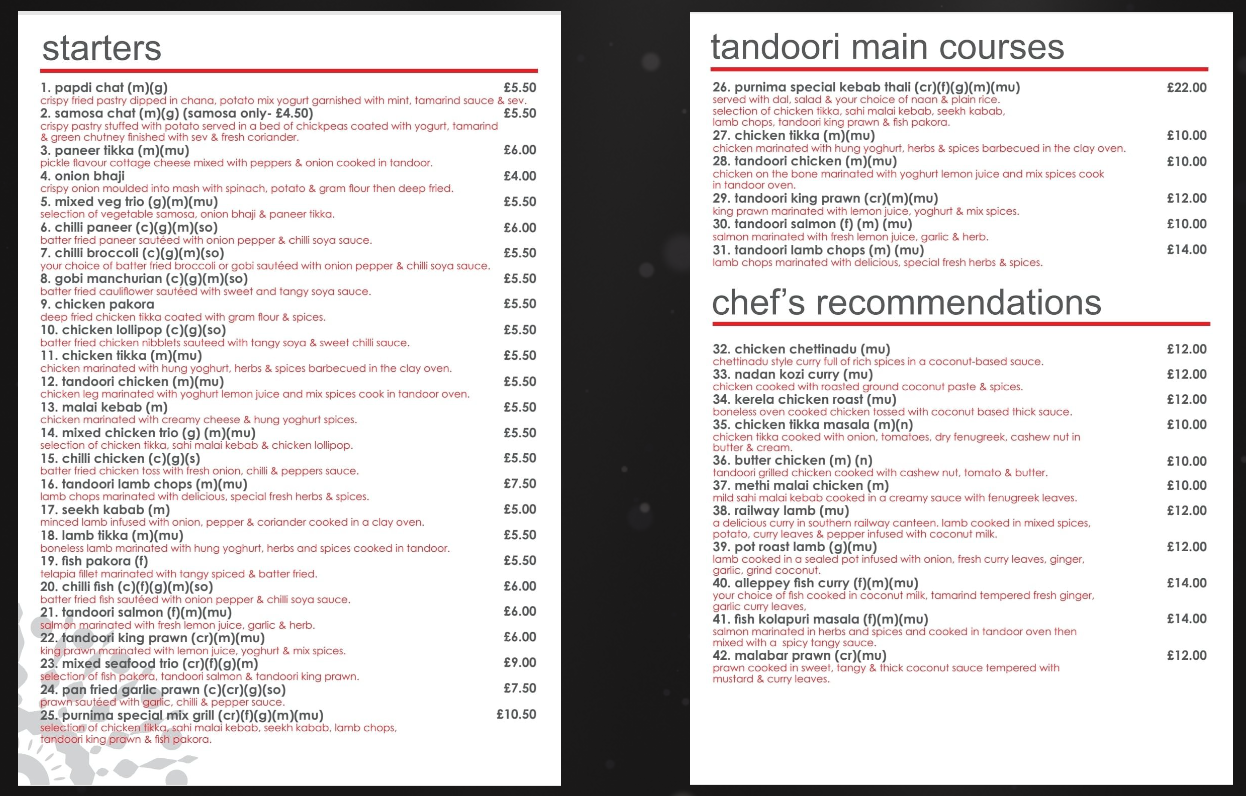 starters
1. papdi chat (m)(g) £5.50
crispy fried pastry dipped in chana, potato mix yogurt garnished with mint, tamarind sauce & sev.
2. samosa chat (m)(g) (samosa only- £4.50) £5.50
crispy pastry stuffed with potato served in a bed of chickpeas coated with yogurt, tamarind
& green chutney finished with sev & fresh coriander.
3. paneer tikka (m)(mu) £6.00
pickle flavour cottage cheese mixed with peppers & onion cooked in tandoor.
4. onion bhaji £4.00
crispy onion moulded into mash with spinach, potato & gram flour then deep fried.
5. mixed veg trio (g)(m)(mu) £5.50
selection of vegetable samosa, onion bhaji & paneer tikka.
6. chilli paneer (c)(g)(m)(so) £6.00
batter fried paneer sautéed with onion pepper & chilli soya sauce.
7. chilli broccoli (c)(g)(m)(so) £5.50
your choice of batter fried broccoli or gobi sautéed with onion pepper & chilli soya sauce.
8. gobi manchurian (c)(g)(m)(so) £5.50
batter fried cauliflower sautéed with sweet and tangy soya sauce.
9. chicken pakora £5.50
deep fried chicken tikka coated with gram flour & spices.
10. chicken lollipop (c)(g)(so) £5.50
batter fried chicken nibblets sauteed with tangy soya & sweet chilli sauce.
11. chicken tikka (m)(mu) £5.50
chicken marinated with hung yoghurt, herbs & spices barbecued in the clay oven.
12. tandoori chicken (m)(mu) £5.50
chicken leg marinated with yoghurt lemon juice and mix spices cook in tandoor oven.
13. malai kebab (m) £5.50
chicken marinated with creamy cheese & hung yoghurt spices.
14. mixed chicken trio (g) (m)(mu) £5.50
selection of chicken tikka, sahi malai kebab & chicken lollipop.
15. chilli chicken (c)(g)(s) £5.50
batter fried chicken toss with fresh onion, chilli & peppers sauce.
16. tandoori lamb chops (m)(mu) £7.50
lamb chops marinated with delicious, special fresh herbs & spices.
17. seekh kabab (m) £5.00
minced lamb infused with onion, pepper & coriander cooked in a clay oven.
18. lamb tikka (m)(mu) £5.50
boneless lamb marinated with hung yoghurt, herbs and spices cooked in tandoor.
19. fish pakora (f) £5.50
telapia fillet marinated with tangy spiced & batter fried.
20. chilli fish (c)(f)(g)(m)(so) £6.00
batter fried fish sautéed with onion pepper & chilli soya sauce.
21. tandoori salmon (f)(m)(mu) £6.00
salmon marinated with fresh lemon juice, garlic & herb.
22. tandoori king prawn (cr)(m)(mu) £6.00
king prawn marinated with lemon juice, yoghurt & mix spices.
23. mixed seafood trio (cr)(f)(g)(m) £9.00
selection of fish pakora, tandoori salmon & tandoori king prawn.
24. pan fried garlic prawn (c)(cr)(g)(so) £7.50
prawn sautéed with garlic, chilli & pepper sauce.
25. purnima special mix grill (cr)(f)(g)(m)(mu) £10.50
selection of chicken tikka, sahi malai kebab, seekh kabab, lamb chops,
tandoori king prawn & fish pakora.
tandoori main courses
26. purnima special kebab thali (cr)(f)(g)(m)(mu) £22.00
served with dal, salad & your choice of naan & plain rice.
selection of chicken tikka, sahi malai kebab, seekh kabab,
lamb chops, tandoori king prawn & fish pakora.
27. chicken tikka (m)(mu) £10.00
chicken marinated with hung yoghurt, herbs & spices barbecued in the clay oven.
28. tandoori chicken (m)(mu) £10.00
chicken on the bone marinated with yoghurt lemon juice and mix spices cook
in tandoor oven.
29. tandoori king prawn (cr)(m)(mu) £12.00
king prawn marinated with lemon juice, yoghurt & mix spices.
30. tandoori salmon (f) (m) (mu) £10.00
salmon marinated with fresh lemon juice, garlic & herb.
31. tandoori lamb chops (m) (mu) £14.00
lamb chops marinated with delicious, special fresh herbs & spices.
chef's recommendations
32. chicken chettinadu (mu) £12.00
chettinadu style curry full of rich spices in a coconut-based sauce.
33. nadan kozi curry (mu) £12.00
chicken cooked with roasted ground coconut paste & spices.
34. kerela chicken roast (mu) £12.00
boneless oven cooked chicken tossed with coconut based thick sauce.
35. chicken tikka masala (m)(n) £10.00
chicken tikka cooked with onion, tomatoes, dry fenugreek, cashew nut in
butter & cream.
36. butter chicken (m) (n) £10.00
tandoori grilled chicken cooked with cashew nut, tomato & butter.
37. methi malai chicken (m) £10.00
mild sahi malai kebab cooked in a creamy sauce with fenugreek leaves.
38. railway lamb (mu) £12.00
a delicious curry in southern railway canteen. lamb cooked in mixed spices,
potato, curry leaves & pepper infused with coconut milk.
39. pot roast lamb (g)(mu) £12.00
lamb cooked in a sealed pot infused with onion, fresh curry leaves, ginger,
garlic, grind coconut.
40. alleppey fish curry (f)(m)(mu) £14.00
your choice of fish cooked in coconut milk, tamarind tempered fresh ginger,
garlic curry leaves,
41. fish kolapuri masala (f)(m)(mu) £14.00
salmon marinated in herbs and spices and cooked in tandoor oven then
mixed with a spicy tangy sauce.
42. malabar prawn (cr)(mu) £12.00
prawn cooked in sweet, tangy & thick coconut sauce tempered with
mustard & curry leaves.